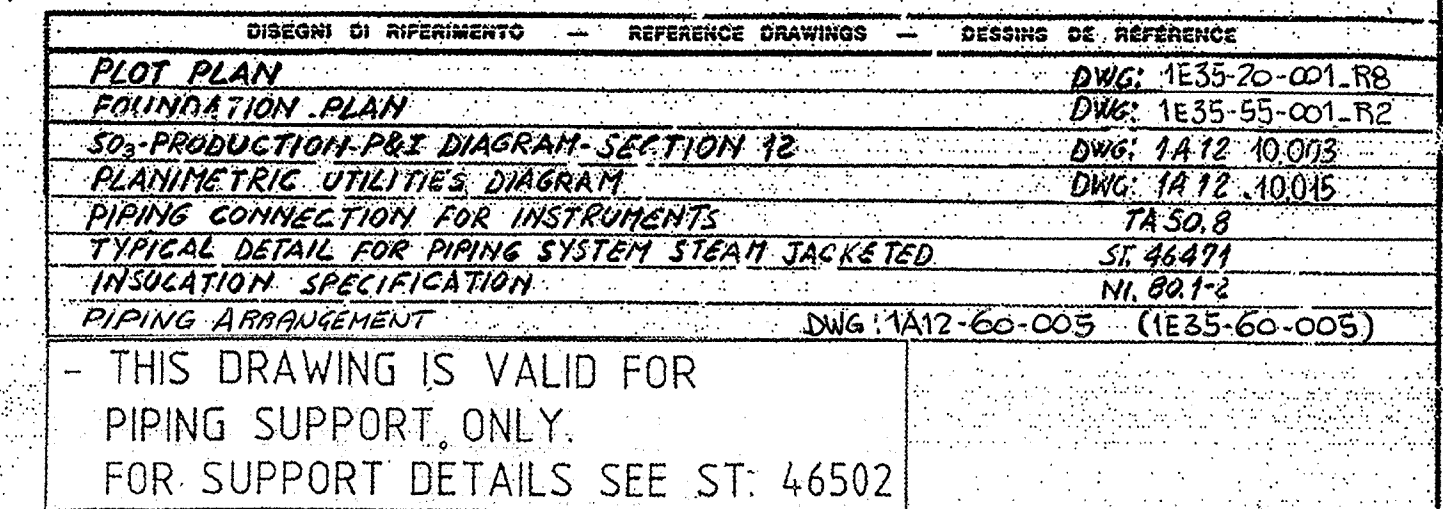 DISEGNI DI RIFERIMENTO — REFERENCE DRAWINGS — DESSINS DE RÉFÉRENCE
PLOT PLAN DWG: 1E35-20-001_R8
FOUNDATION PLAN DWG: 1E35-55-001_R2
SO₃-PRODUCTION-P&I DIAGRAM-SECTION 12 DWG: 1A12 10.003
PLANIMETRIC UTILITIES DIAGRAM DWG: 1A12 .10.015
PIPING CONNECTION FOR INSTRUMENTS TA 50.8
TYPICAL DETAIL FOR PIPING SYSTEM STEAM JACKETED ST. 46471
INSULATION SPECIFICATION NI. 80.1-2
PIPING ARRANGEMENT DWG: 1A12-60-005 (1E35-60-005)
- THIS DRAWING IS VALID FOR
PIPING SUPPORT ONLY.
FOR SUPPORT DETAILS SEE ST: 46502